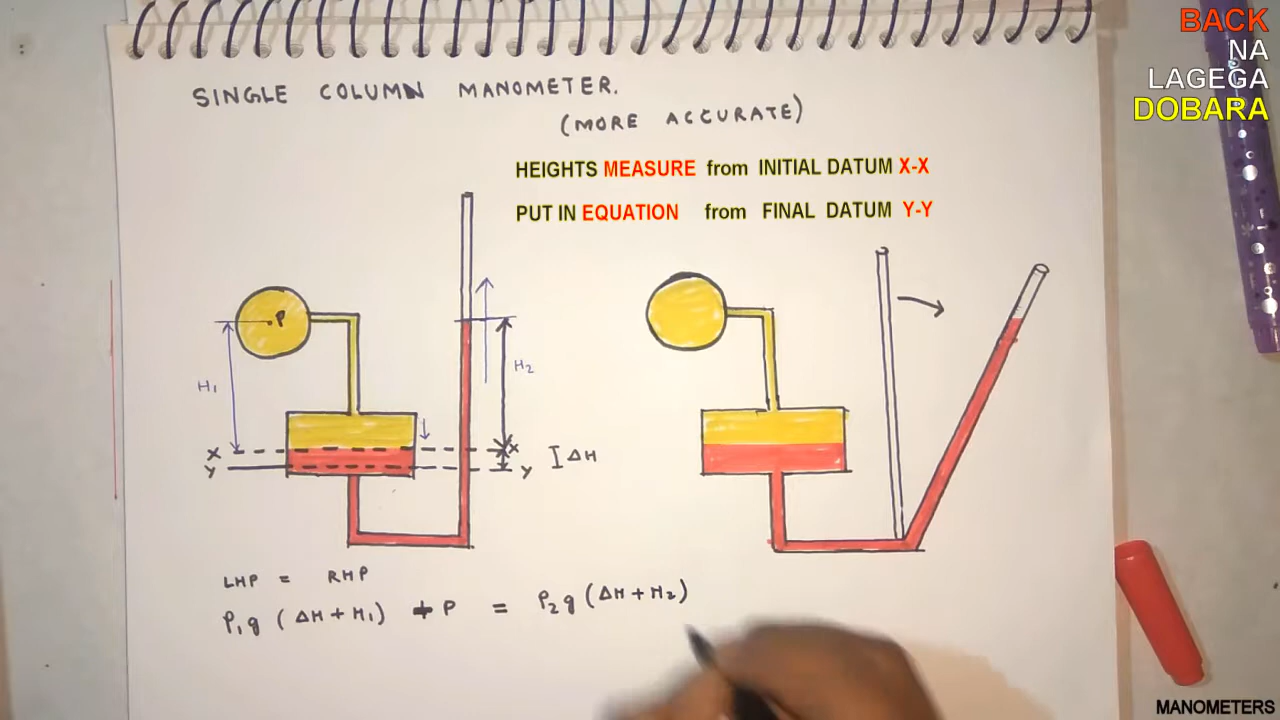 BACK
NA
LAGEGA
DOBARA
SINGLE COLUMN MANOMETER.
(MORE ACCURATE)
HEIGHTS MEASURE from INITIAL DATUM X-X
PUT IN EQUATION from FINAL DATUM Y-Y
P
H1
H2
X
X
Y
Y
ΔH
LHP = RHP
ρ1g (ΔH + H1) + P = ρ2g (ΔH + H2)
MANOMETERS